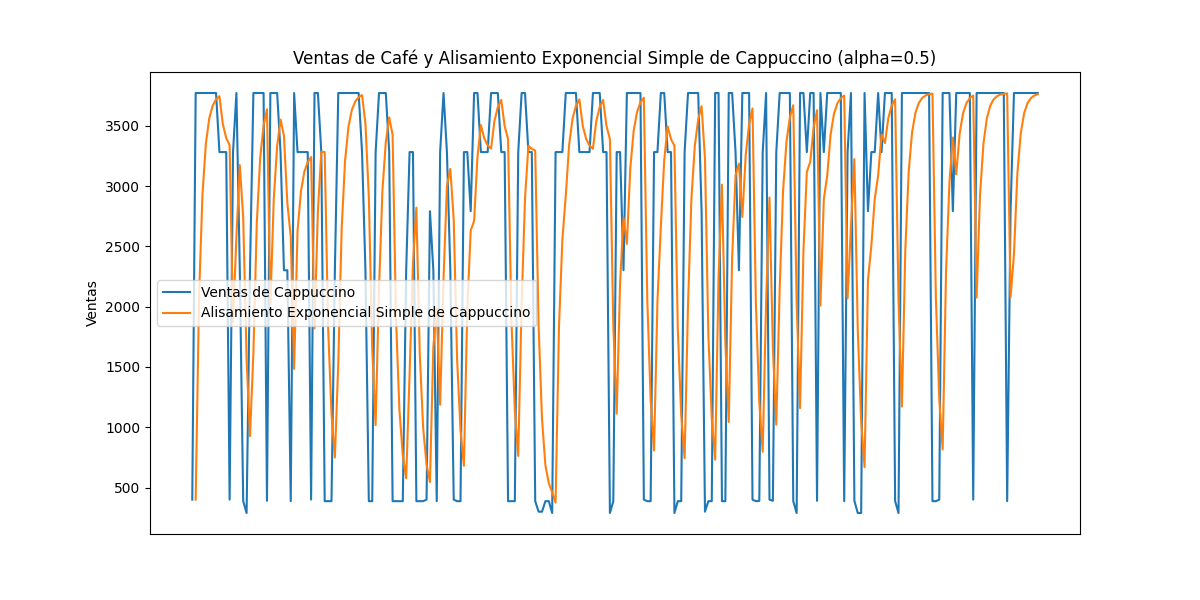 Ventas de Café y Alisamiento Exponencial Simple de Cappuccino (alpha=0.5)
3500
3000
2500
2000
1500
1000
500
Ventas
Ventas de Cappuccino
Alisamiento Exponencial Simple de Cappuccino